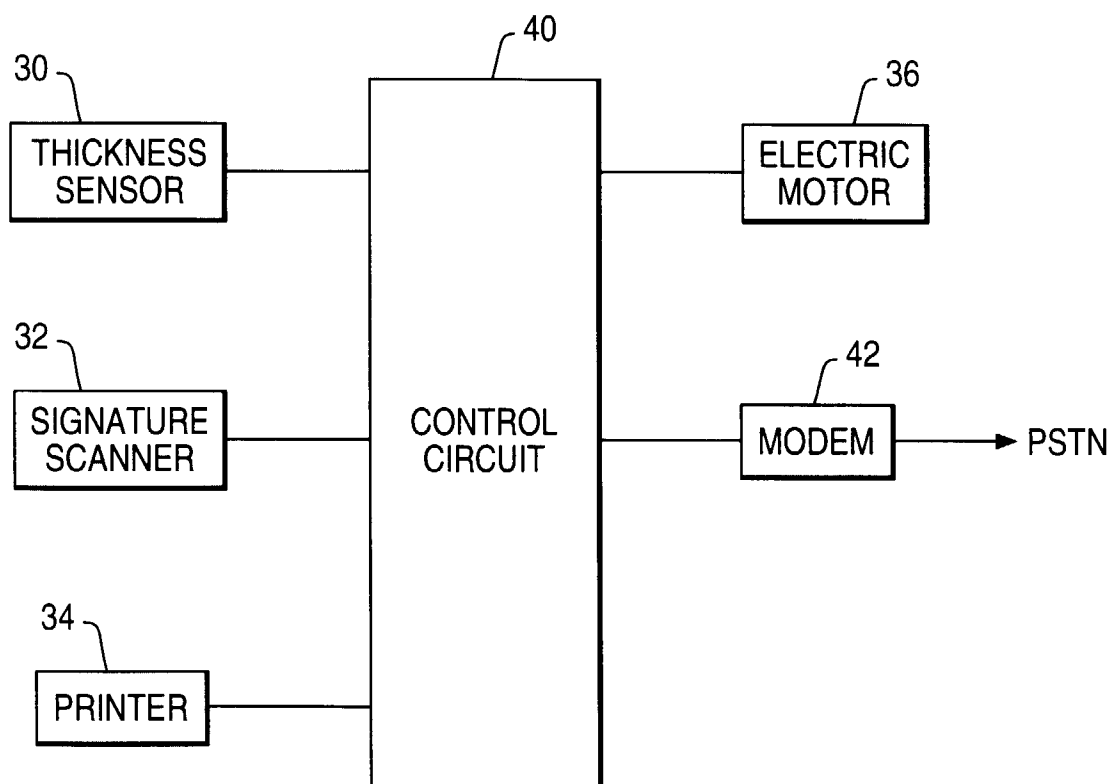 40
30
36
THICKNESS
SENSOR
ELECTRIC
MOTOR
32
42
SIGNATURE
SCANNER
CONTROL
CIRCUIT
MODEM
PSTN
34
PRINTER